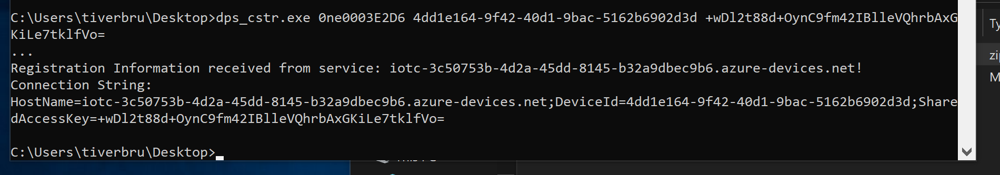 C:\Users\tiverbru\Desktop>dps_cstr.exe 0ne0003E2D6 4dd1e164-9f42-40d1-9bac-5162b6902d3d +wDl2t88d+OynC9fm42IBlleVQhrbAxG
KiLe7tklfVo=
...
Registration Information received from service: iotc-3c50753b-4d2a-45dd-8145-b32a9dbec9b6.azure-devices.net!
Connection String:
HostName=iotc-3c50753b-4d2a-45dd-8145-b32a9dbec9b6.azure-devices.net;DeviceId=4dd1e164-9f42-40d1-9bac-5162b6902d3d;Share
dAccessKey=+wDl2t88d+OynC9fm42IBlleVQhrbAxGKiLe7tklfVo=
C:\Users\tiverbru\Desktop>